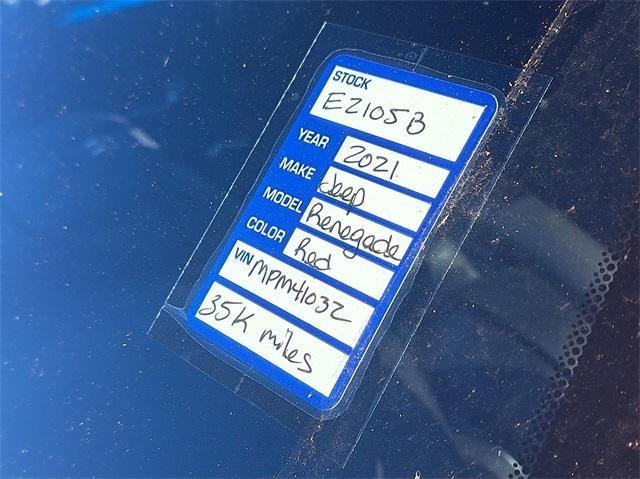 STOCK
EZ105B
YEAR 2021
MAKE Jeep
MODEL Renegade
COLOR Red
VIN MPM41032
35K miles